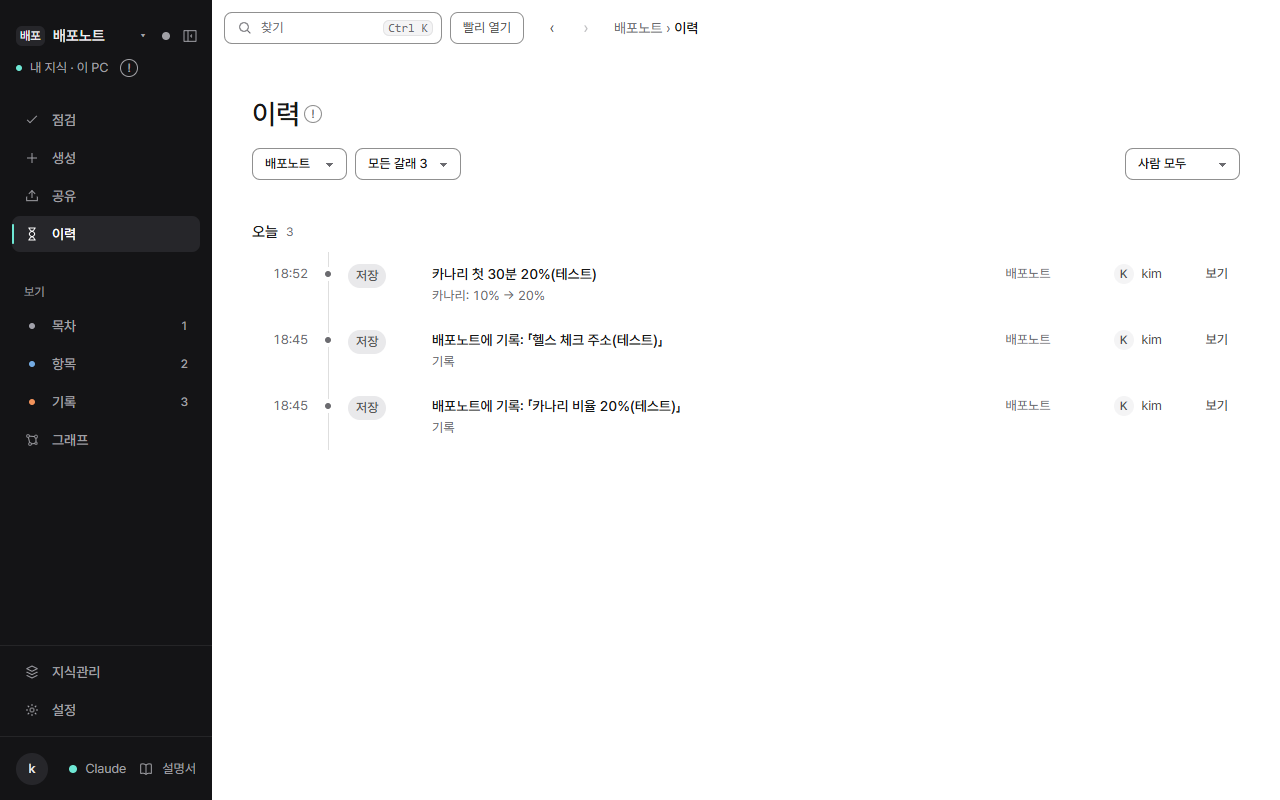 배포 배포노트
내 지식 · 이 PC
점검
생성
공유
이력
보기
목차 1
항목 2
기록 3
그래프
지식관리
설정
k Claude 설명서
찾기 Ctrl K 빨리 열기 ‹ › 배포노트 › 이력
이력
배포노트 모든 갈래 3 사람 모두
오늘 3
18:52 저장 카나리 첫 30분 20%(테스트) 배포노트 K kim 보기
카나리: 10% → 20%
18:45 저장 배포노트에 기록: 「헬스 체크 주소(테스트)」 배포노트 K kim 보기
기록
18:45 저장 배포노트에 기록: 「카나리 비율 20%(테스트)」 배포노트 K kim 보기
기록